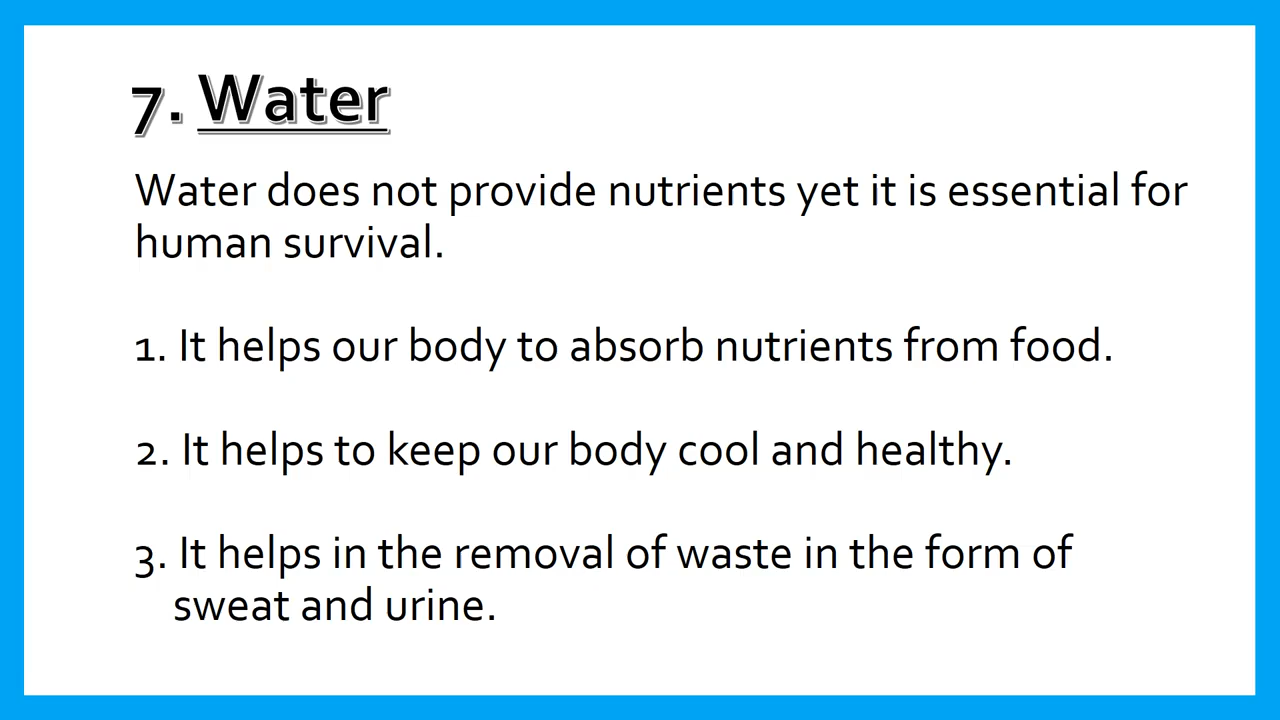 7. Water
Water does not provide nutrients yet it is essential for
human survival.
1. It helps our body to absorb nutrients from food.
2. It helps to keep our body cool and healthy.
3. It helps in the removal of waste in the form of
sweat and urine.